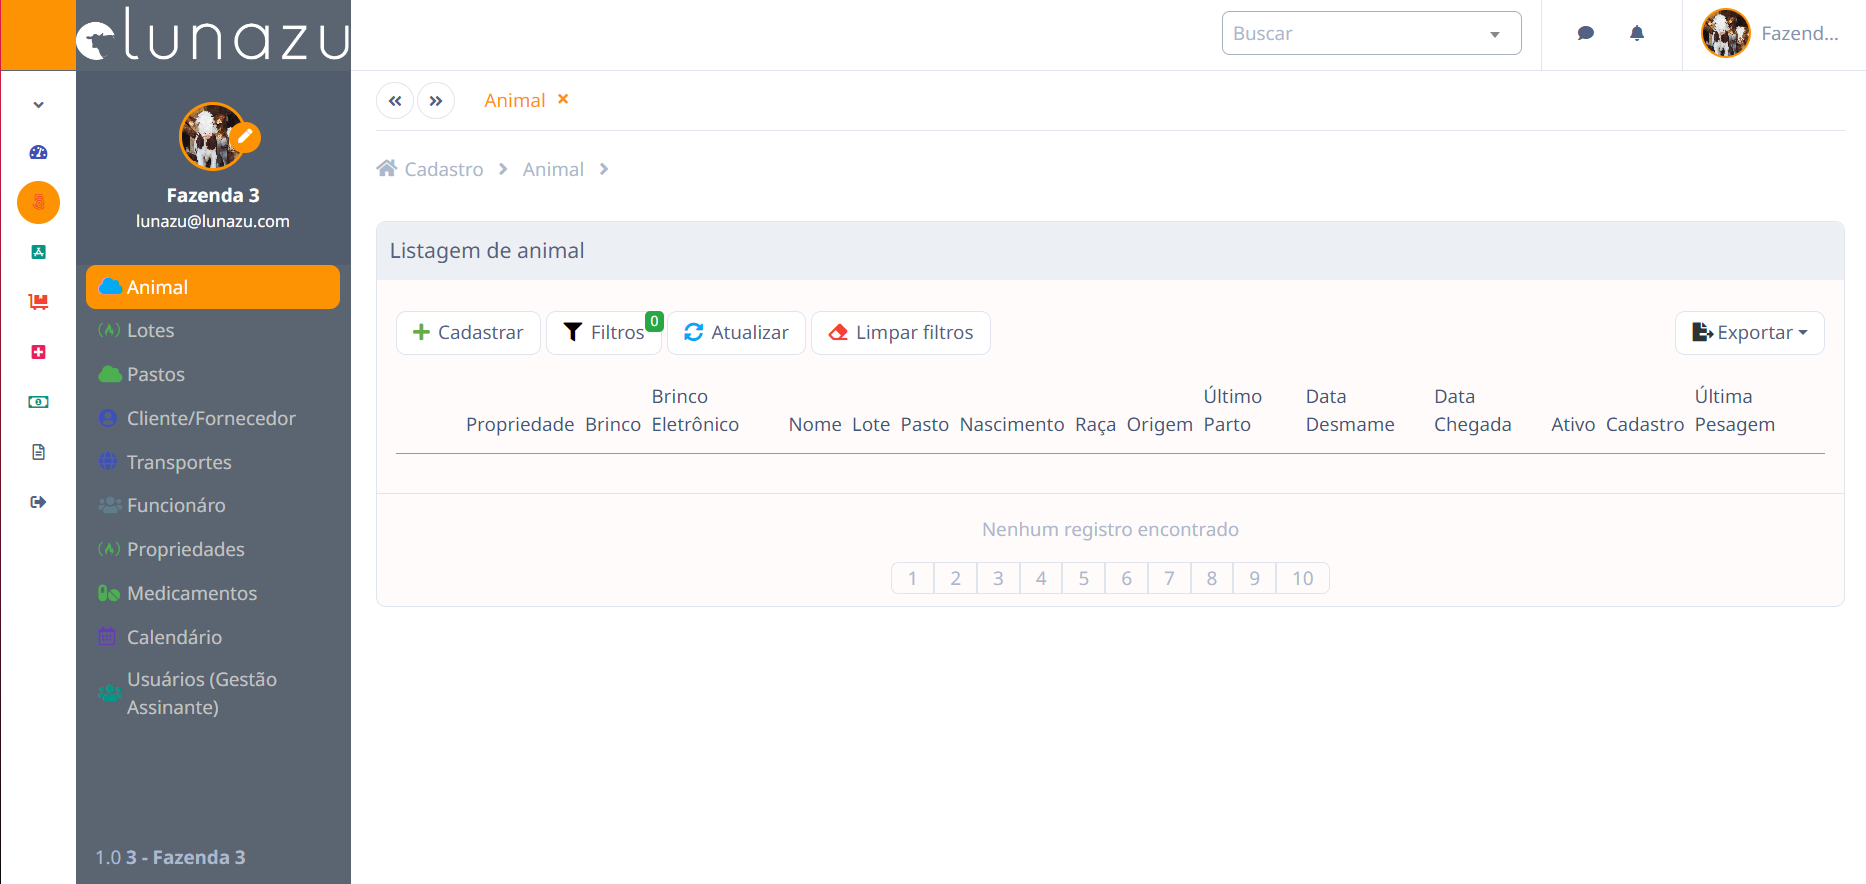 lunazu
Buscar
Fazend...
Animal
Cadastro
Animal
Fazenda 3
lunazu@lunazu.com
Animal
Lotes
Pastos
Cliente/Fornecedor
Transportes
Funcionáro
Propriedades
Medicamentos
Calendário
Usuários (Gestão
Assinante)
1.0 3 - Fazenda 3
Listagem de animal
Cadastrar
Filtros
0
Atualizar
Limpar filtros
Exportar
Propriedade
Brinco
Brinco
Eletrônico
Nome
Lote
Pasto
Nascimento
Raça
Origem
Último
Parto
Data
Desmame
Data
Chegada
Ativo
Cadastro
Última
Pesagem
Nenhum registro encontrado
1 2 3 4 5 6 7 8 9 10